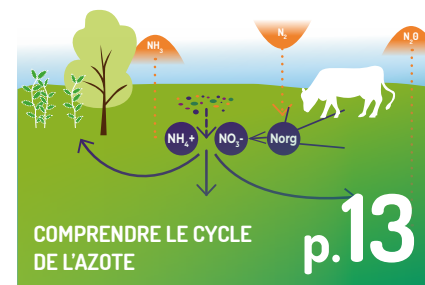 NH₃
N₂
N₂O
NH₄+
NO₃-
Norg
COMPRENDRE LE CYCLE
DE L'AZOTE
p.13